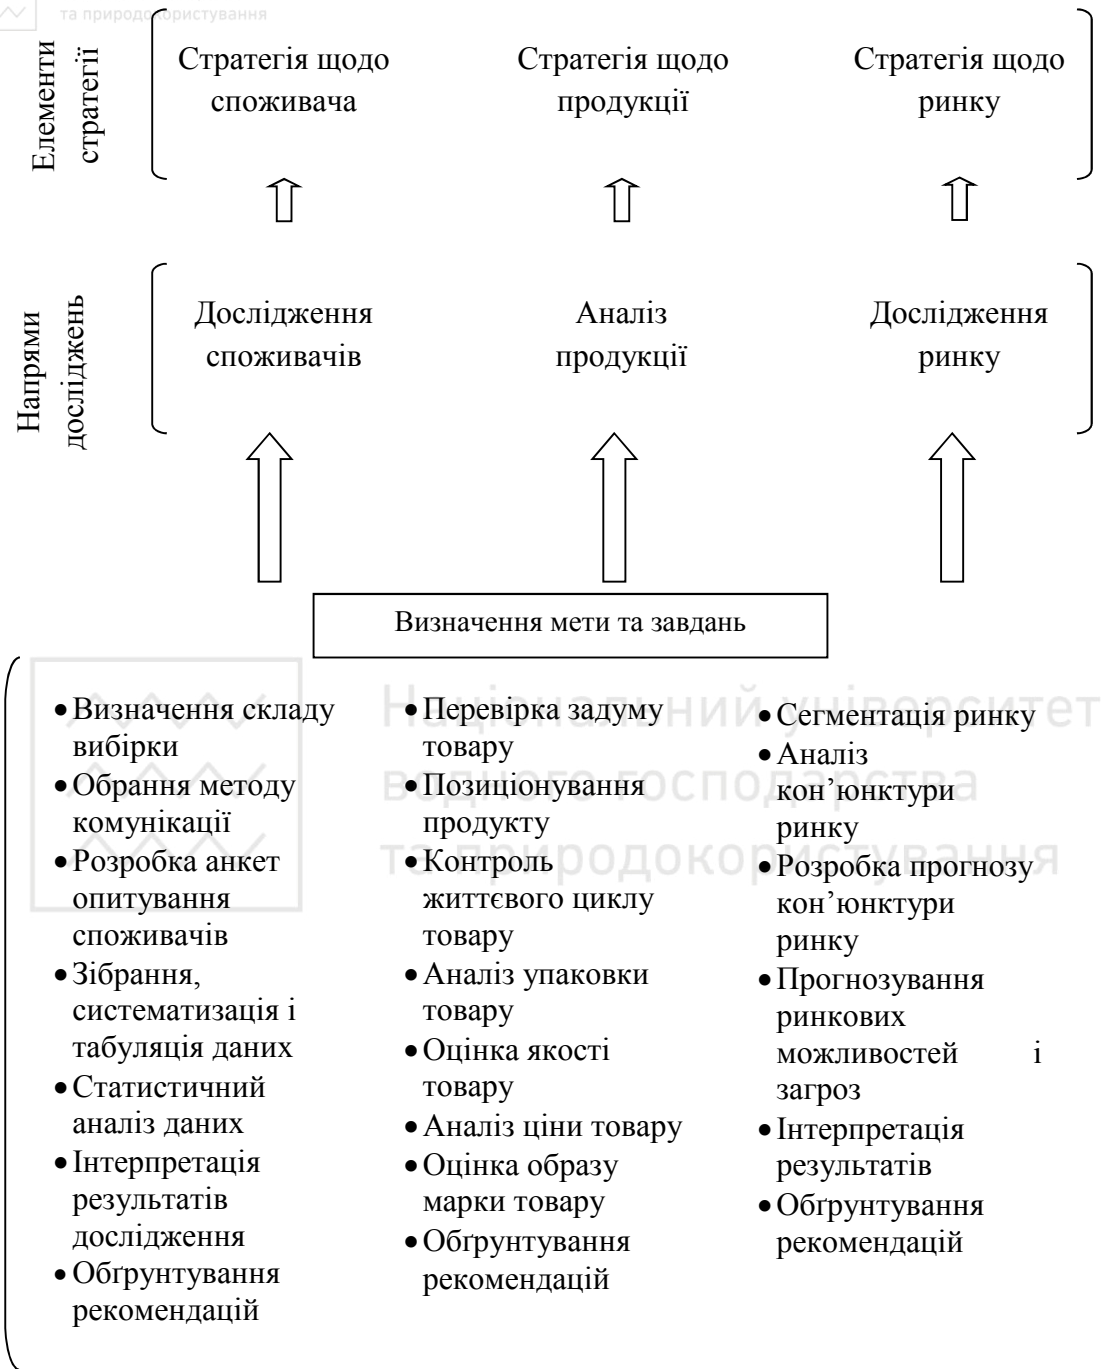 та природокористування
Елементи
стратегії
Стратегія щодо
споживача
Стратегія щодо
продукції
Стратегія щодо
ринку
Напрями
досліджень
Дослідження
споживачів
Аналіз
продукції
Дослідження
ринку
Визначення мети та завдань
Національний університет
водного господарства
та природокористування
•Визначення складу
вибірки
•Обрання методу
комунікації
•Розробка анкет
опитування
споживачів
•Зібрання,
систематизація і
табуляція даних
•Статистичний
аналіз даних
•Інтерпретація
результатів
дослідження
•Обґрунтування
рекомендацій
•Перевірка задуму
товару
•Позиціонування
продукту
•Контроль
життєвого циклу
товару
•Аналіз упаковки
товару
•Оцінка якості
товару
•Аналіз ціни товару
•Оцінка образу
марки товару
•Обґрунтування
рекомендацій
•Сегментація ринку
•Аналіз
кон’юнктури
ринку
•Розробка прогнозу
кон’юнктури
ринку
•Прогнозування
ринкових
можливостей і
загроз
•Інтерпретація
результатів
•Обґрунтування
рекомендацій